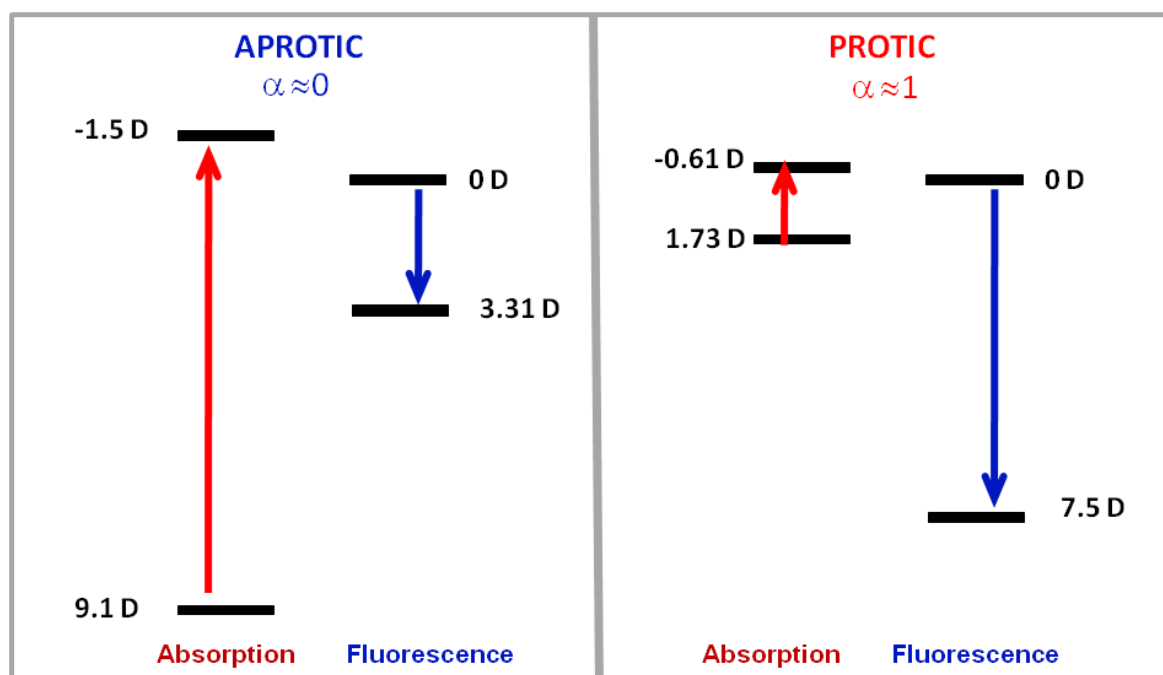 APROTIC
α≈0
-1.5 D
0 D
3.31 D
9.1 D
Absorption Fluorescence
PROTIC
α≈1
-0.61 D
0 D
1.73 D
7.5 D
Absorption Fluorescence